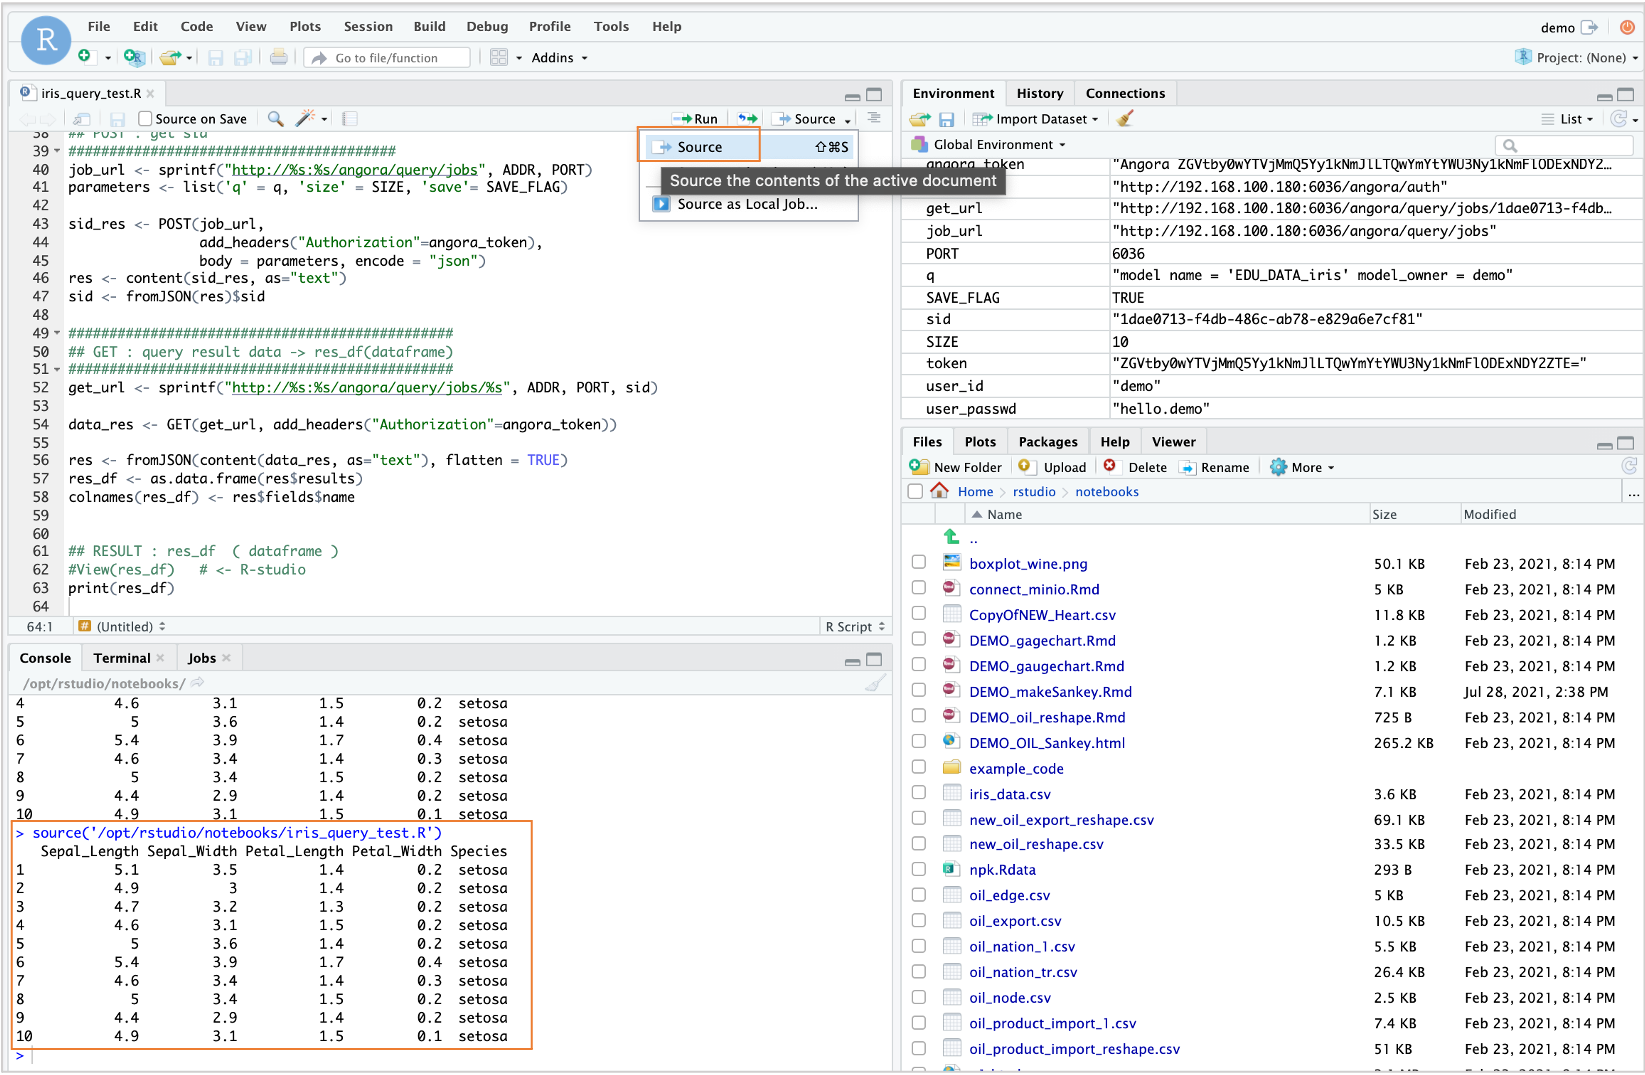 R
File Edit Code View Plots Session Build Debug Profile Tools Help
demo
Go to file/function
Addins
Project: (None)
iris_query_test.R
Source on Save
Run
Source
38 ## POST : get sid
39 ########################################
40 job_url <- sprintf("http://%s:%s/angora/query/jobs", ADDR, PORT)
41 parameters <- list('q' = q, 'size' = SIZE, 'save'= SAVE_FLAG)
42
43 sid_res <- POST(job_url,
44 add_headers("Authorization"=angora_token),
45 body = parameters, encode = "json")
46 res <- content(sid_res, as="text")
47 sid <- fromJSON(res)$sid
48
49 ###############################################
50 ## GET : query result data -> res_df(dataframe)
51 ###############################################
52 get_url <- sprintf("http://%s:%s/angora/query/jobs/%s", ADDR, PORT, sid)
53
54 data_res <- GET(get_url, add_headers("Authorization"=angora_token))
55
56 res <- fromJSON(content(data_res, as="text"), flatten = TRUE)
57 res_df <- as.data.frame(res$results)
58 colnames(res_df) <- res$fields$name
59
60
61 ## RESULT : res_df ( dataframe )
62 #View(res_df) # <- R-studio
63 print(res_df)
64
64:1 # (Untitled) R Script
Source ⇧⌘S
Source the contents of the active document
Source as Local Job...
Console Terminal Jobs
/opt/rstudio/notebooks/
4 4.6 3.1 1.5 0.2 setosa
5 5 3.6 1.4 0.2 setosa
6 5.4 3.9 1.7 0.4 setosa
7 4.6 3.4 1.4 0.3 setosa
8 5 3.4 1.5 0.2 setosa
9 4.4 2.9 1.4 0.2 setosa
10 4.9 3.1 1.5 0.1 setosa
> source('/opt/rstudio/notebooks/iris_query_test.R')
Sepal_Length Sepal_Width Petal_Length Petal_Width Species
1 5.1 3.5 1.4 0.2 setosa
2 4.9 3 1.4 0.2 setosa
3 4.7 3.2 1.3 0.2 setosa
4 4.6 3.1 1.5 0.2 setosa
5 5 3.6 1.4 0.2 setosa
6 5.4 3.9 1.7 0.4 setosa
7 4.6 3.4 1.4 0.3 setosa
8 5 3.4 1.5 0.2 setosa
9 4.4 2.9 1.4 0.2 setosa
10 4.9 3.1 1.5 0.1 setosa
>
Environment History Connections
Import Dataset
List
Global Environment
angora_token "Angora ZGVtby0wYTVjMmQ5Yy1kNmJlLTQwYmYtYWU3Ny1kNmFlODExNDYZ…
"http://192.168.100.180:6036/angora/auth"
get_url "http://192.168.100.180:6036/angora/query/jobs/1dae0713-f4db…
job_url "http://192.168.100.180:6036/angora/query/jobs"
PORT 6036
q "model name = 'EDU_DATA_iris' model_owner = demo"
SAVE_FLAG TRUE
sid "1dae0713-f4db-486c-ab78-e829a6e7cf81"
SIZE 10
token "ZGVtby0wYTVjMmQ5Yy1kNmJlLTQwYmYtYWU3Ny1kNmFlODExNDY2ZTE="
user_id "demo"
user_passwd "hello.demo"
Files Plots Packages Help Viewer
New Folder Upload Delete Rename More
Home rstudio notebooks ...
Name Size Modified
..
boxplot_wine.png 50.1 KB Feb 23, 2021, 8:14 PM
connect_minio.Rmd 5 KB Feb 23, 2021, 8:14 PM
CopyOfNEW_Heart.csv 11.8 KB Feb 23, 2021, 8:14 PM
DEMO_gagechart.Rmd 1.2 KB Feb 23, 2021, 8:14 PM
DEMO_gaugechart.Rmd 1.2 KB Feb 23, 2021, 8:14 PM
DEMO_makeSankey.Rmd 7.1 KB Jul 28, 2021, 2:38 PM
DEMO_oil_reshape.Rmd 725 B Feb 23, 2021, 8:14 PM
DEMO_OIL_Sankey.html 265.2 KB Feb 23, 2021, 8:14 PM
example_code
iris_data.csv 3.6 KB Feb 23, 2021, 8:14 PM
new_oil_export_reshape.csv 69.1 KB Feb 23, 2021, 8:14 PM
new_oil_reshape.csv 33.5 KB Feb 23, 2021, 8:14 PM
npk.Rdata 293 B Feb 23, 2021, 8:14 PM
oil_edge.csv 5 KB Feb 23, 2021, 8:14 PM
oil_export.csv 10.5 KB Feb 23, 2021, 8:14 PM
oil_nation_1.csv 5.5 KB Feb 23, 2021, 8:14 PM
oil_nation_tr.csv 26.4 KB Feb 23, 2021, 8:14 PM
oil_node.csv 2.5 KB Feb 23, 2021, 8:14 PM
oil_product_import_1.csv 7.4 KB Feb 23, 2021, 8:14 PM
oil_product_import_reshape.csv 51 KB Feb 23, 2021, 8:14 PM